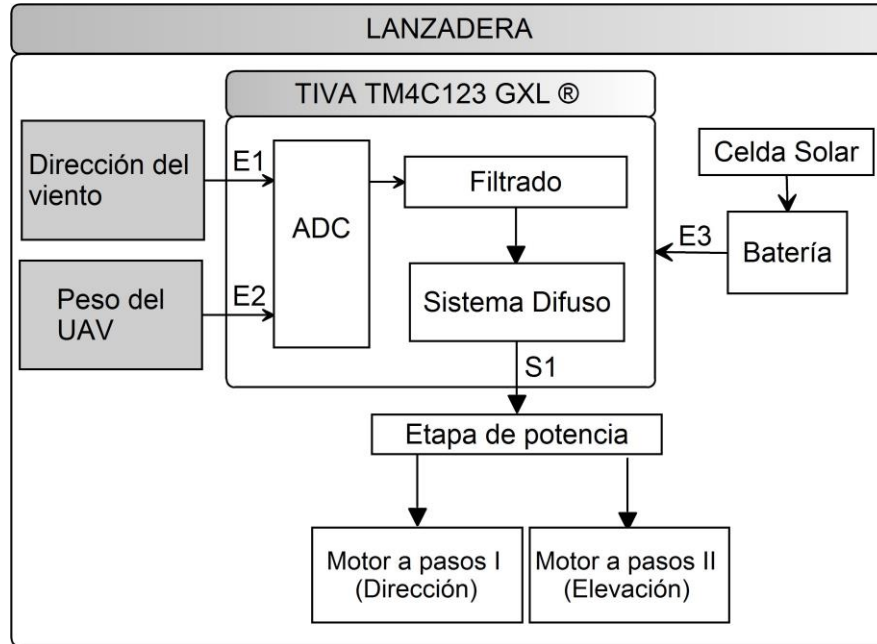 LANZADERA
TIVA TM4C123 GXL ®
Dirección del
viento
E1
ADC
Filtrado
Celda Solar
E3
Batería
Peso del
UAV
E2
Sistema Difuso
S1
Etapa de potencia
Motor a pasos I
(Dirección)
Motor a pasos II
(Elevación)